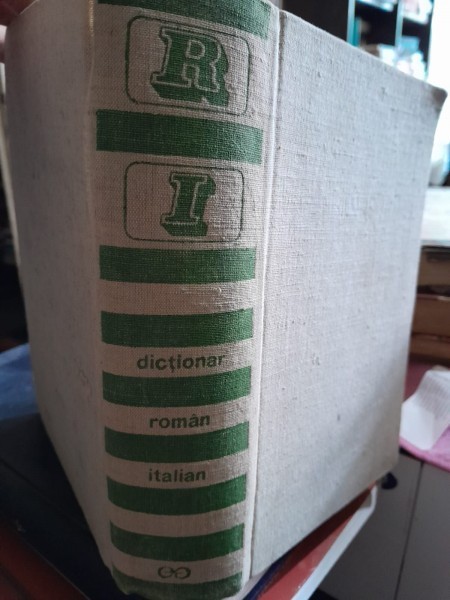 R
I
dicționar
român
italian